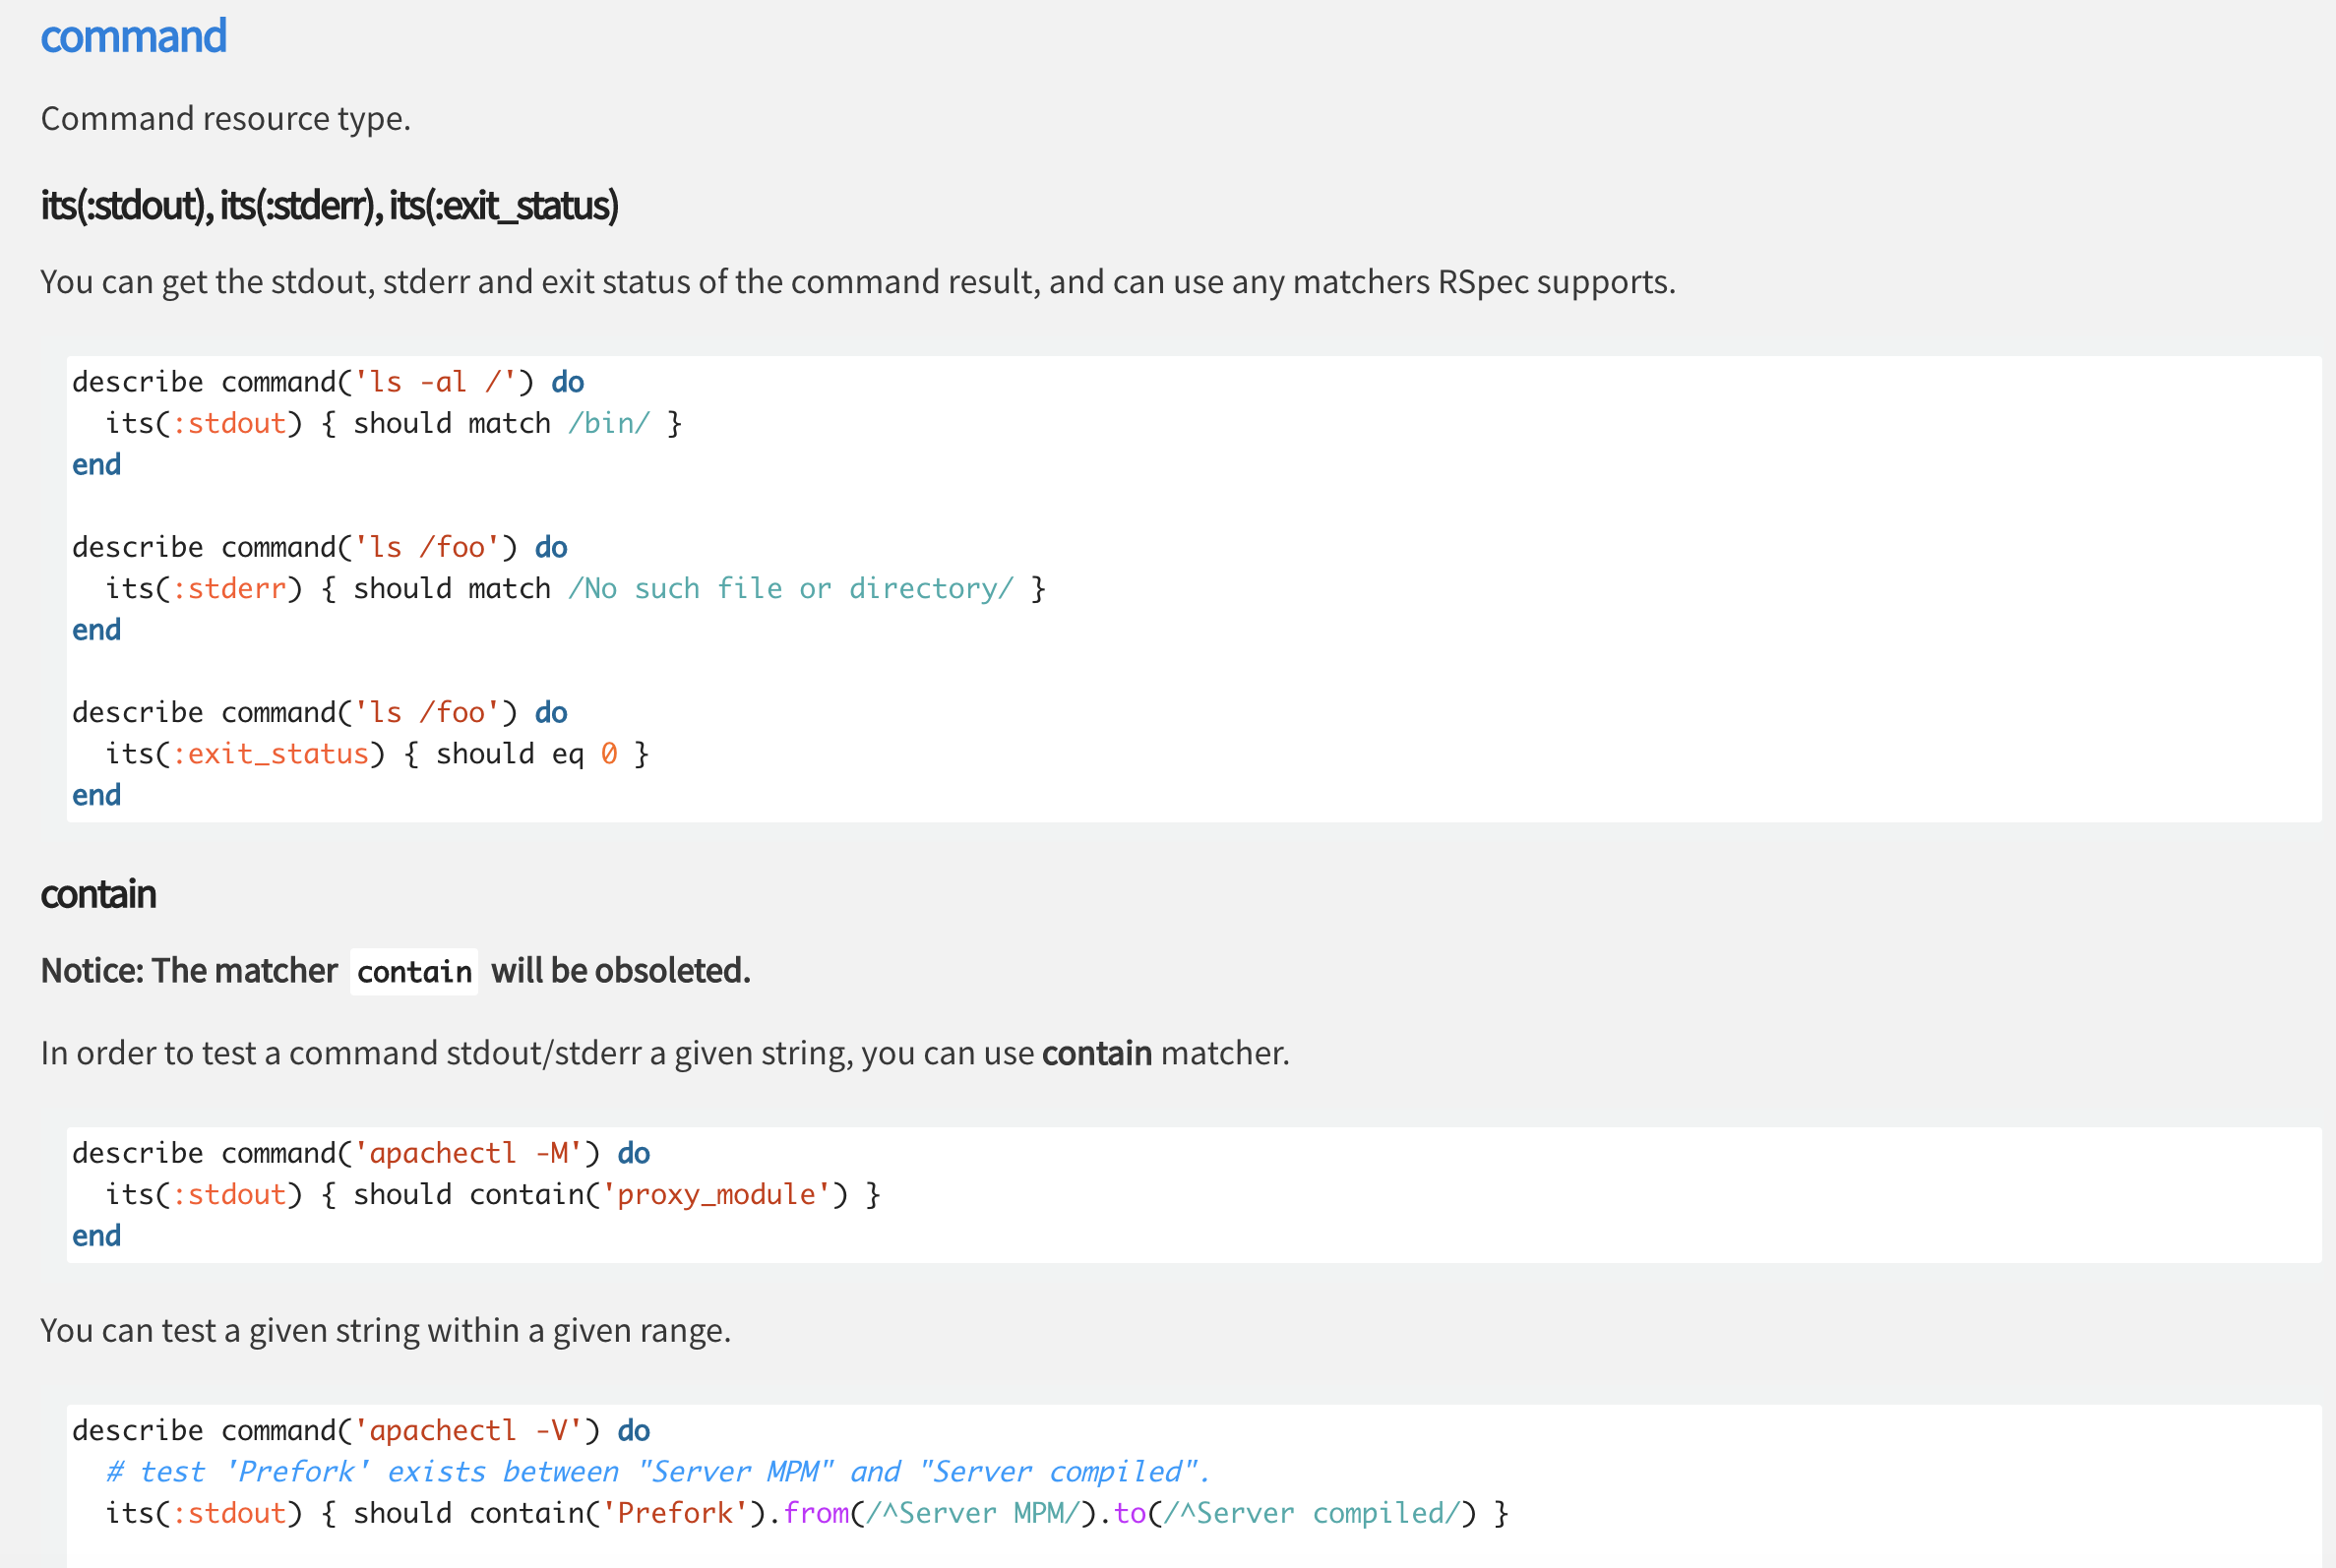 command
Command resource type.
its(:stdout), its(:stderr), its(:exit_status)
You can get the stdout, stderr and exit status of the command result, and can use any matchers RSpec supports.
describe command('ls -al /') do
  its(:stdout) { should match /bin/ }
end
describe command('ls /foo') do
  its(:stderr) { should match /No such file or directory/ }
end
describe command('ls /foo') do
  its(:exit_status) { should eq 0 }
end
contain
Notice: The matcher contain will be obsoleted.
In order to test a command stdout/stderr a given string, you can use contain matcher.
describe command('apachectl -M') do
  its(:stdout) { should contain('proxy_module') }
end
You can test a given string within a given range.
describe command('apachectl -V') do
  # test 'Prefork' exists between "Server MPM" and "Server compiled".
  its(:stdout) { should contain('Prefork').from(/^Server MPM/).to(/^Server compiled/) }